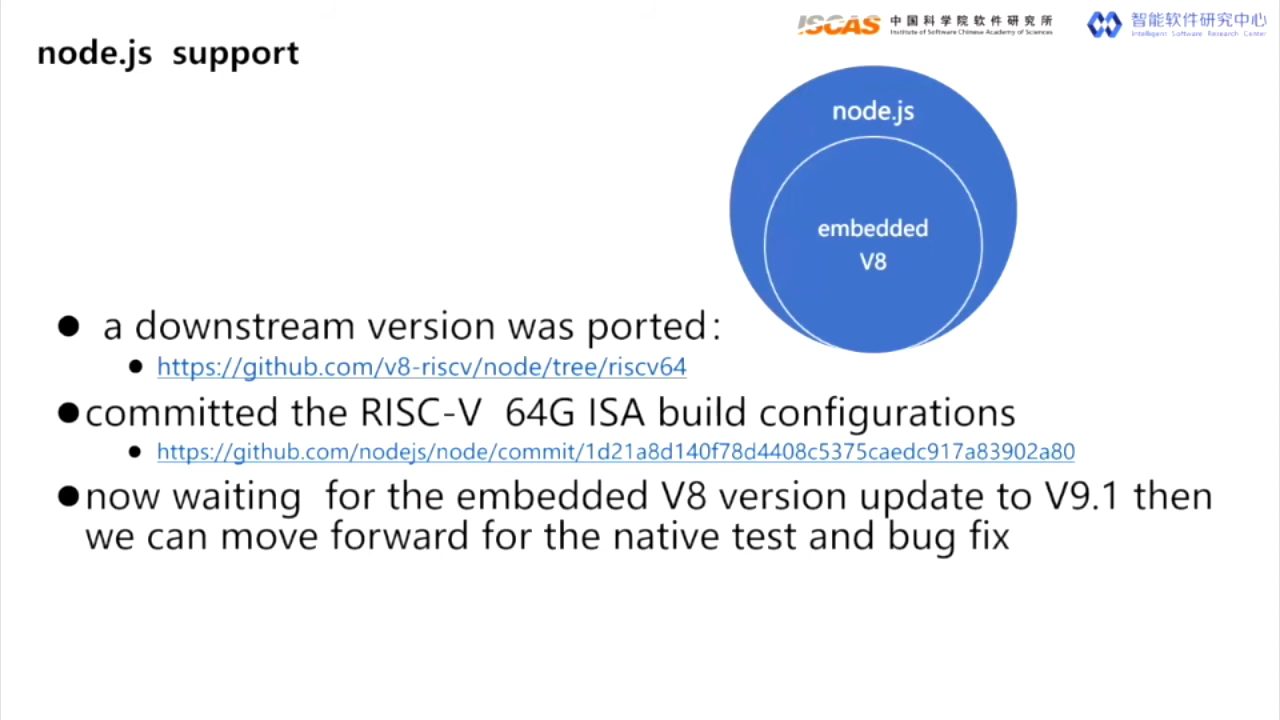 ISCAS 中国科学院软件研究所
Institute of Software Chinese Academy of Sciences
智能软件研究中心
Intelligent Software Research Center
node.js support
node.js
embedded
V8
● a downstream version was ported:
● https://github.com/v8-riscv/node/tree/riscv64
●committed the RISC-V 64G ISA build configurations
● https://github.com/nodejs/node/commit/1d21a8d140f78d4408c5375caedc917a83902a80
●now waiting for the embedded V8 version update to V9.1 then
we can move forward for the native test and bug fix